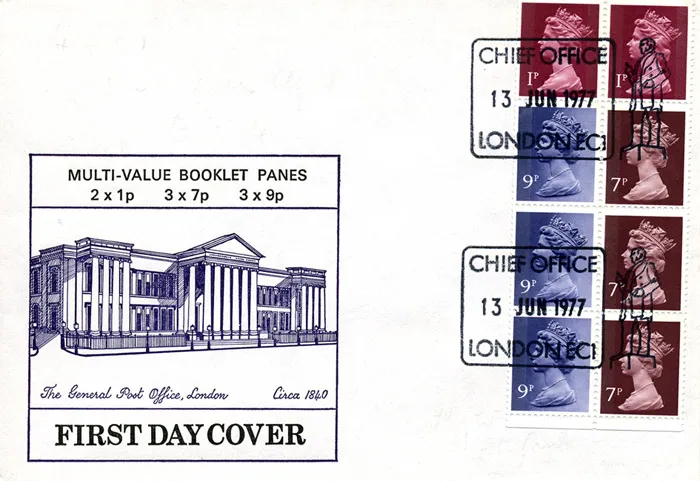 MULTI-VALUE BOOKLET PANES
2 x 1p 3 x 7p 3 x 9p
The General Post Office, London Circa 1840
FIRST DAY COVER
1P
1P
9P
7P
9P
7P
9P
7P
CHIEF OFFICE
13 JUN 1977
LONDON EC1
CHIEF OFFICE
13 JUN 1977
LONDON EC1